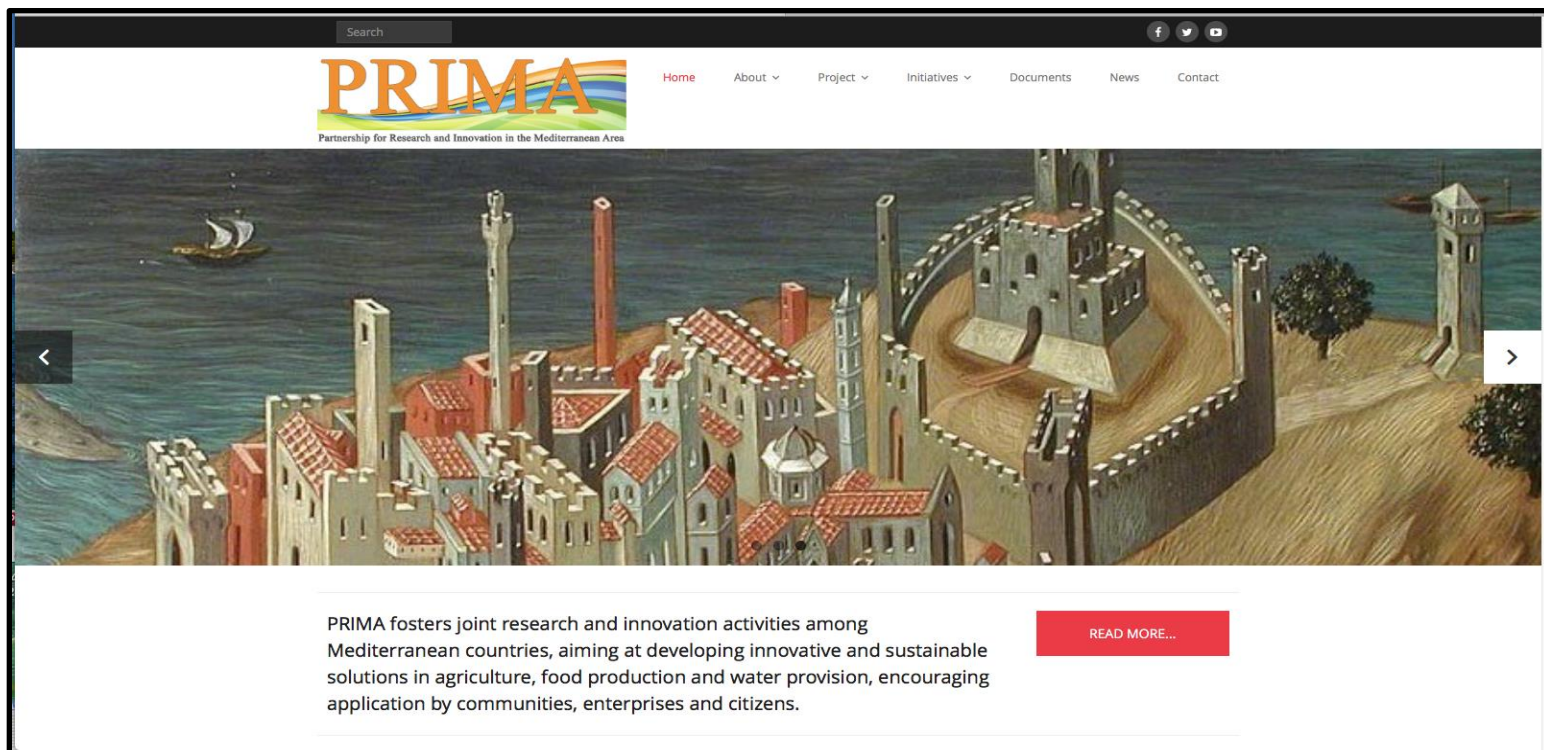 Search
PRIMA
Partnership for Research and Innovation in the Mediterranean Area
Home About Project Initiatives Documents News Contact
PRIMA fosters joint research and innovation activities among
Mediterranean countries, aiming at developing innovative and sustainable
solutions in agriculture, food production and water provision, encouraging
application by communities, enterprises and citizens.
READ MORE...